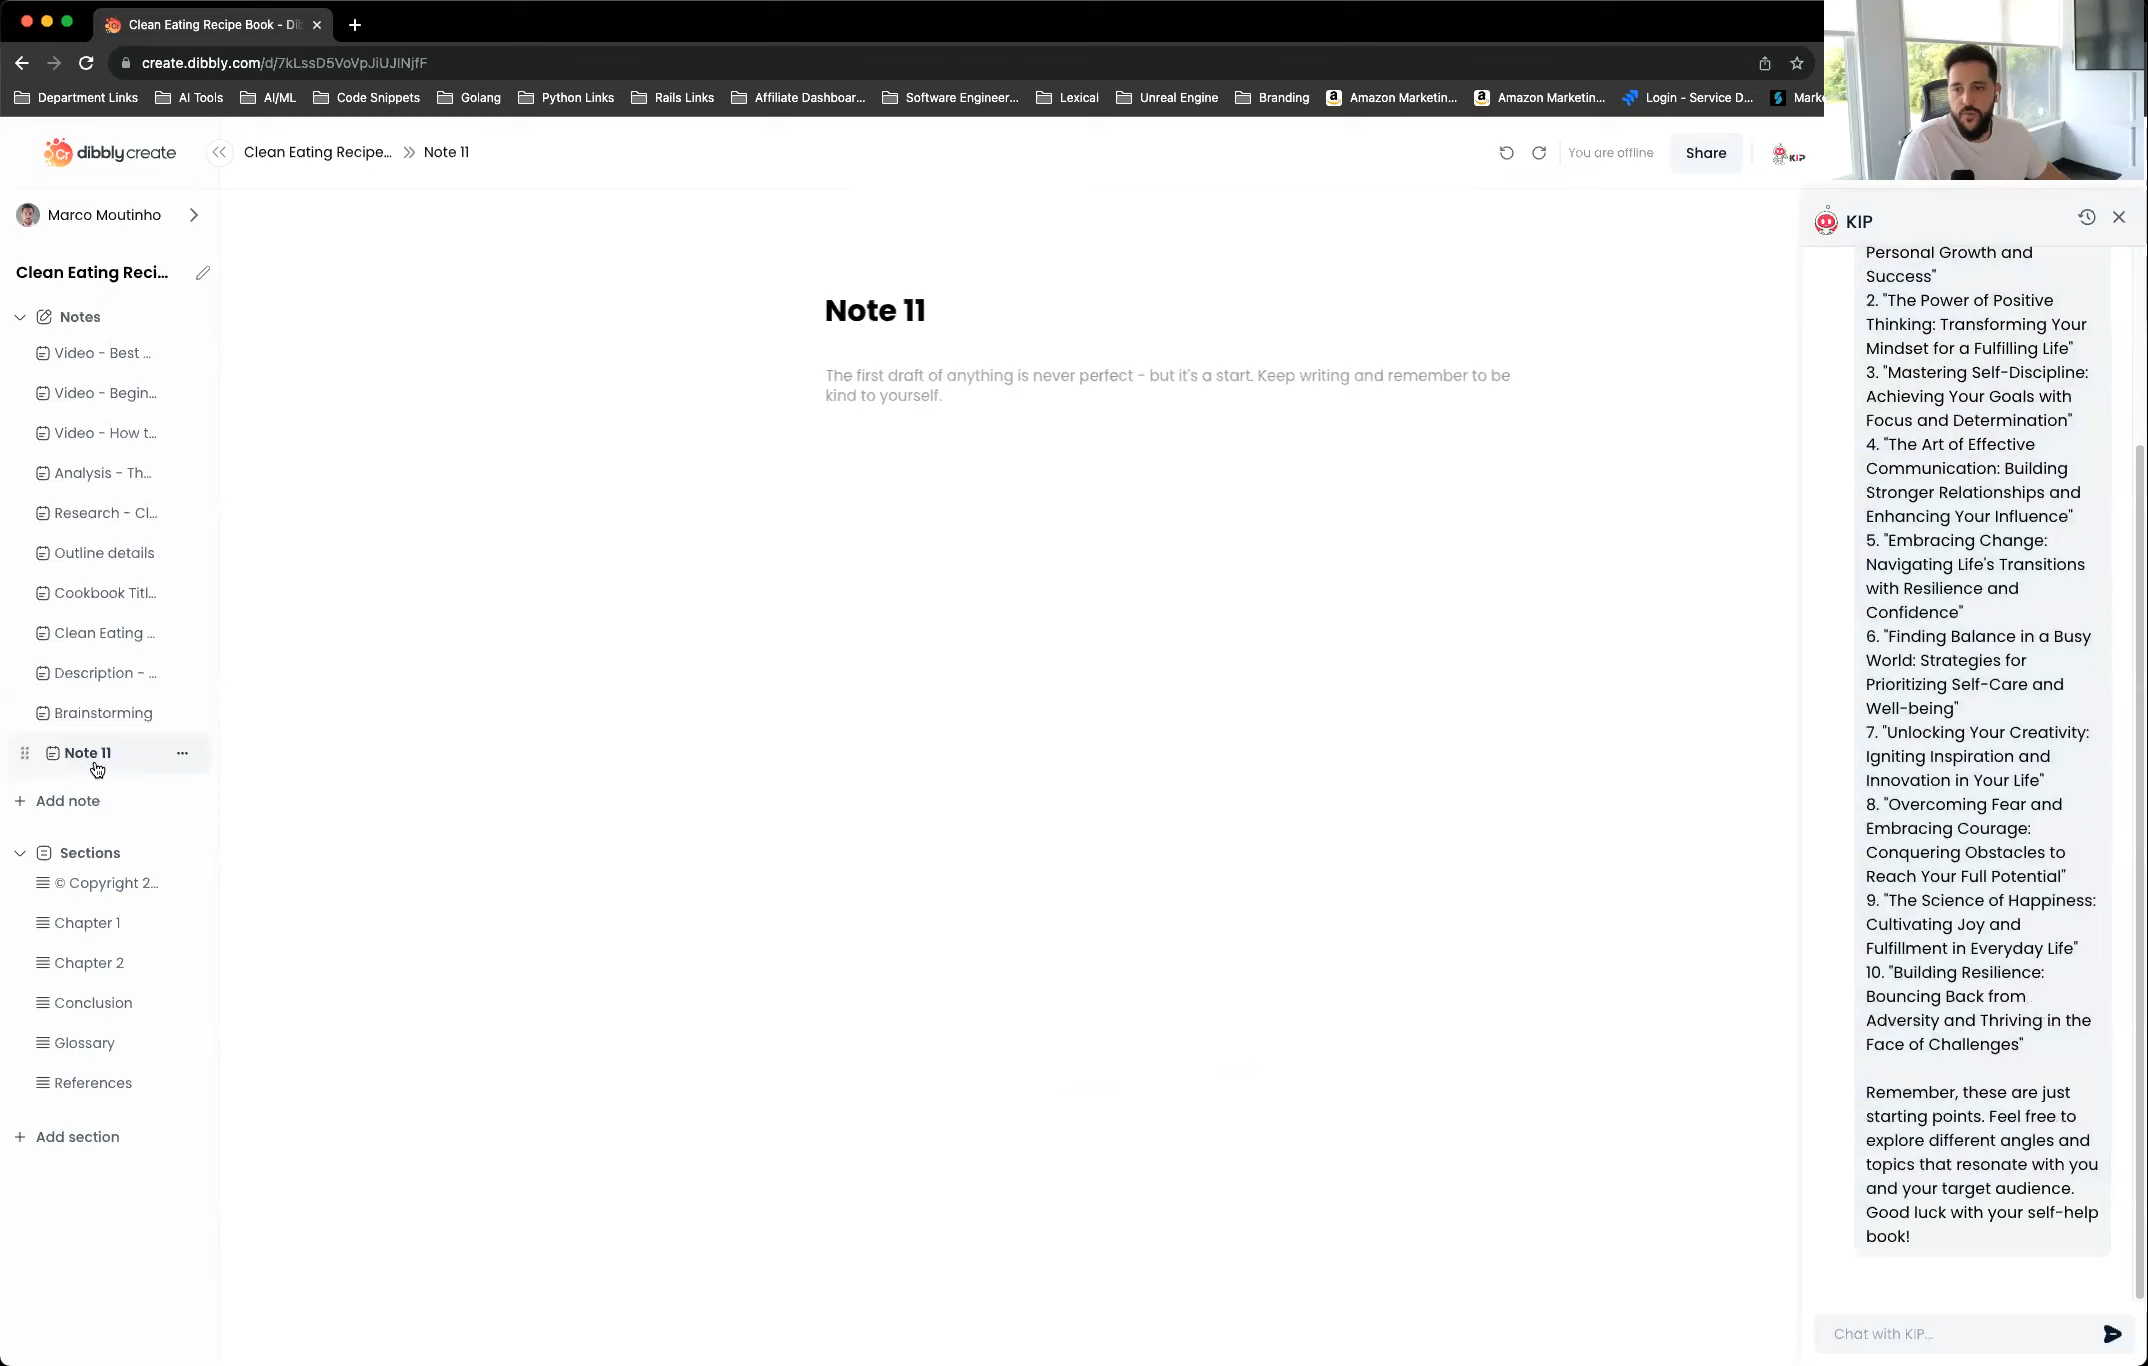 Clean Eating Recipe Book - Dib
create.dibbly.com/d/7kLssD5VoVpJiUJINjfF
Department Links
AI Tools
AI/ML
Code Snippets
Golang
Python Links
Rails Links
Affiliate Dashboar...
Software Engineer...
Lexical
Unreal Engine
Branding
Amazon Marketin...
Amazon Marketin...
Login - Service D...
Cr dibblycreate
Clean Eating Recipe...
Note 11
You are offline
Share
KIP
Marco Moutinho
Clean Eating Reci...
Notes
Video - Best ...
Video - Begin...
Video - How t...
Analysis - Th...
Research - Cl...
Outline details
Cookbook Titl...
Clean Eating ...
Description - ...
Brainstorming
Note 11
+ Add note
Sections
© Copyright 2...
Chapter 1
Chapter 2
Conclusion
Glossary
References
+ Add section
Note 11
The first draft of anything is never perfect - but it's a start. Keep writing and remember to be
kind to yourself.
KIP
Personal Growth and
Success"
2. "The Power of Positive
Thinking: Transforming Your
Mindset for a Fulfilling Life"
3. "Mastering Self-Discipline:
Achieving Your Goals with
Focus and Determination"
4. "The Art of Effective
Communication: Building
Stronger Relationships and
Enhancing Your Influence"
5. "Embracing Change:
Navigating Life's Transitions
with Resilience and
Confidence"
6. "Finding Balance in a Busy
World: Strategies for
Prioritizing Self-Care and
Well-being"
7. "Unlocking Your Creativity:
Igniting Inspiration and
Innovation in Your Life"
8. "Overcoming Fear and
Embracing Courage:
Conquering Obstacles to
Reach Your Full Potential"
9. "The Science of Happiness:
Cultivating Joy and
Fulfillment in Everyday Life"
10. "Building Resilience:
Bouncing Back from
Adversity and Thriving in the
Face of Challenges"
Remember, these are just
starting points. Feel free to
explore different angles and
topics that resonate with you
and your target audience.
Good luck with your self-help
book!
Chat with KIP...